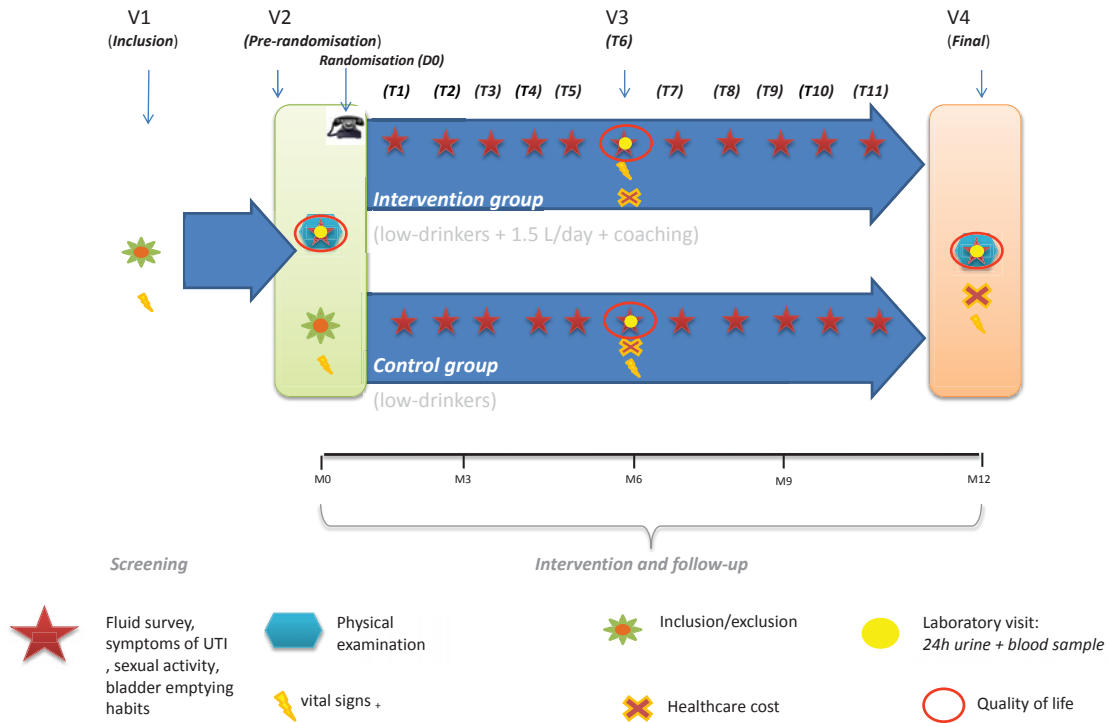 V1
(Inclusion)
V2
(Pre-randomisation)
Randomisation (D0)
V3
(T6)
V4
(Final)
(T1) (T2) (T3) (T4) (T5) (T7) (T8) (T9) (T10) (T11)
Intervention group
(low-drinkers + 1.5 L/day + coaching)
Control group
(low-drinkers)
M0 M3 M6 M9 M12
Screening
Intervention and follow-up
Fluid survey,
symptoms of UTI
, sexual activity,
bladder emptying
habits
Physical
examination
vital signs +
Inclusion/exclusion
Healthcare cost
Laboratory visit:
24h urine + blood sample
Quality of life